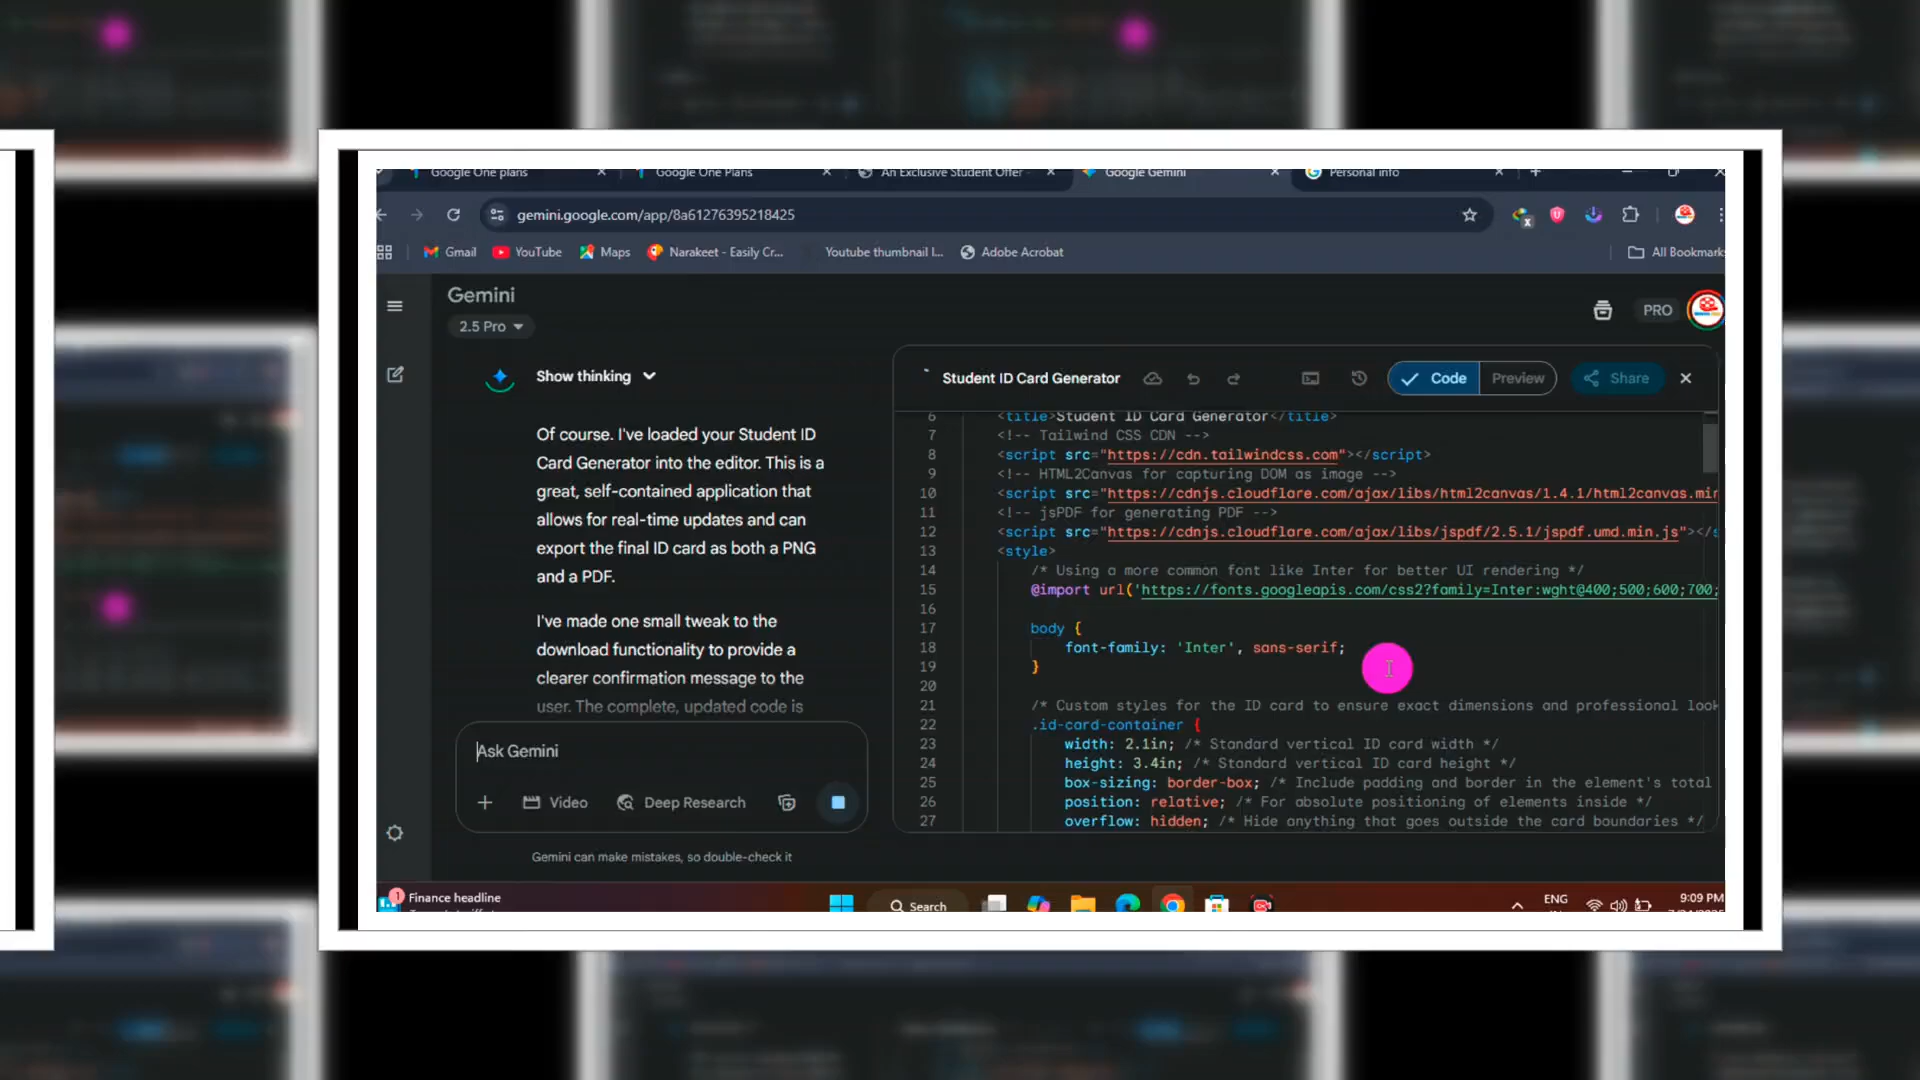 Google One plans
Google One Plans
An Exclusive Student Offer
Google Gemini
Personal info
gemini.google.com/app/8a61276395218425
Gmail
YouTube
Maps
Narakeet - Easily Cr...
Youtube thumbnail I...
Adobe Acrobat
All Bookmark
Gemini
2.5 Pro
PRO
Show thinking
Of course. I've loaded your Student ID
Card Generator into the editor. This is a
great, self-contained application that
allows for real-time updates and can
export the final ID card as both a PNG
and a PDF.
I've made one small tweak to the
download functionality to provide a
clearer confirmation message to the
user. The complete, updated code is
Ask Gemini
Video
Deep Research
Gemini can make mistakes, so double-check it
Student ID Card Generator
Code
Preview
Share
6 <title>Student ID Card Generator</title>
7 <!-- Tailwind CSS CDN -->
8 <script src="https://cdn.tailwindcss.com"></script>
9 <!-- HTML2Canvas for capturing DOM as image -->
10 <script src="https://cdnjs.cloudflare.com/ajax/libs/html2canvas/1.4.1/html2canvas.min
11 <!-- jsPDF for generating PDF -->
12 <script src="https://cdnjs.cloudflare.com/ajax/libs/jspdf/2.5.1/jspdf.umd.min.js"></s
13 <style>
14 /* Using a more common font like Inter for better UI rendering */
15 @import url('https://fonts.googleapis.com/css2?family=Inter:wght@400;500;600;700;
16
17 body {
18 font-family: 'Inter', sans-serif;
19 }
20
21 /* Custom styles for the ID card to ensure exact dimensions and professional look
22 .id-card-container {
23 width: 2.1in; /* Standard vertical ID card width */
24 height: 3.4in; /* Standard vertical ID card height */
25 box-sizing: border-box; /* Include padding and border in the element's total
26 position: relative; /* For absolute positioning of elements inside */
27 overflow: hidden; /* Hide anything that goes outside the card boundaries */
1
Finance headline
Search
ENG
9:09 PM